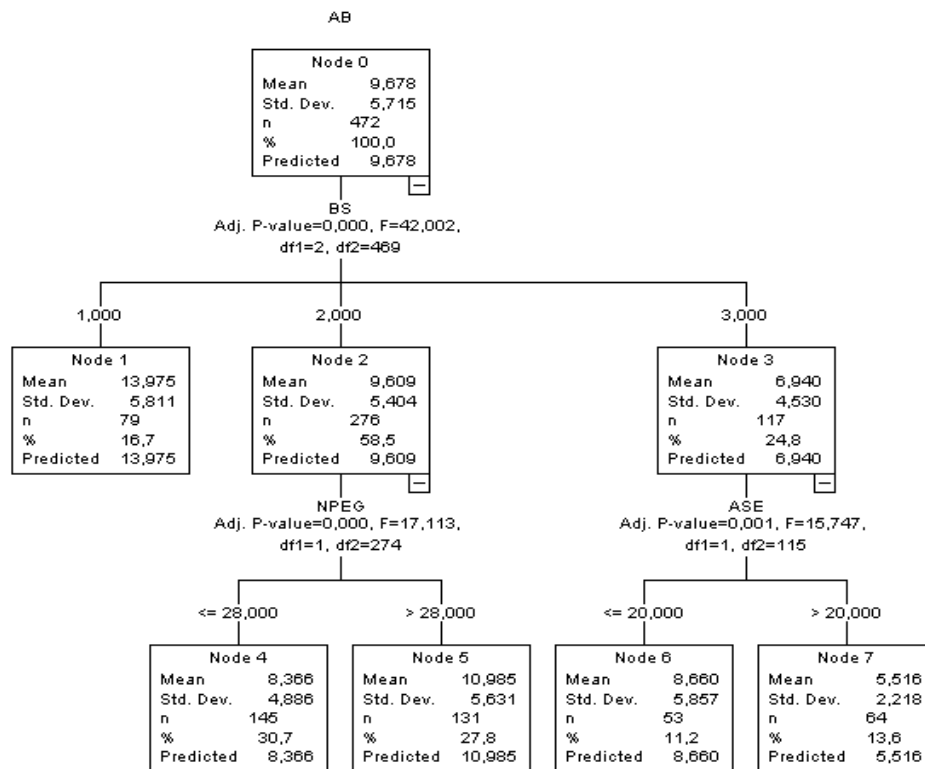 AB
Node 0
Mean 9,678
Std. Dev. 5,715
n 472
% 100,0
Predicted 9,678
BS
Adj. P-value=0,000, F=42,002,
df1=2, df2=469
1,000
2,000
3,000
Node 1
Mean 13,975
Std. Dev. 5,811
n 79
% 16,7
Predicted 13,975
Node 2
Mean 9,609
Std. Dev. 5,404
n 276
% 58,5
Predicted 9,609
Node 3
Mean 6,940
Std. Dev. 4,530
n 117
% 24,8
Predicted 6,940
NPEG
Adj. P-value=0,000, F=17,113,
df1=1, df2=274
ASE
Adj. P-value=0,001, F=15,747,
df1=1, df2=115
<= 28,000
> 28,000
<= 20,000
> 20,000
Node 4
Mean 8,366
Std. Dev. 4,886
n 145
% 30,7
Predicted 8,366
Node 5
Mean 10,985
Std. Dev. 5,631
n 131
% 27,8
Predicted 10,985
Node 6
Mean 8,660
Std. Dev. 5,857
n 53
% 11,2
Predicted 8,660
Node 7
Mean 5,516
Std. Dev. 2,218
n 64
% 13,6
Predicted 5,516